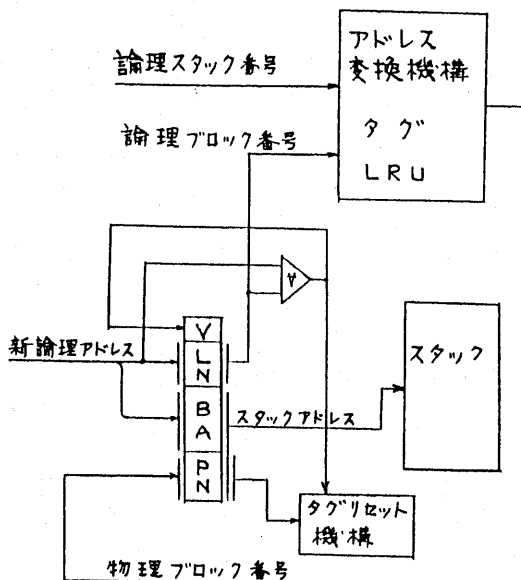 アドレス
変換機構
タグ
LRU
論理スタック番号
論理ブロック番号
∀
新論理アドレス
V
LN
BA
PN
スタックアドレス
スタック
タグリセット
機構
物理ブロック番号